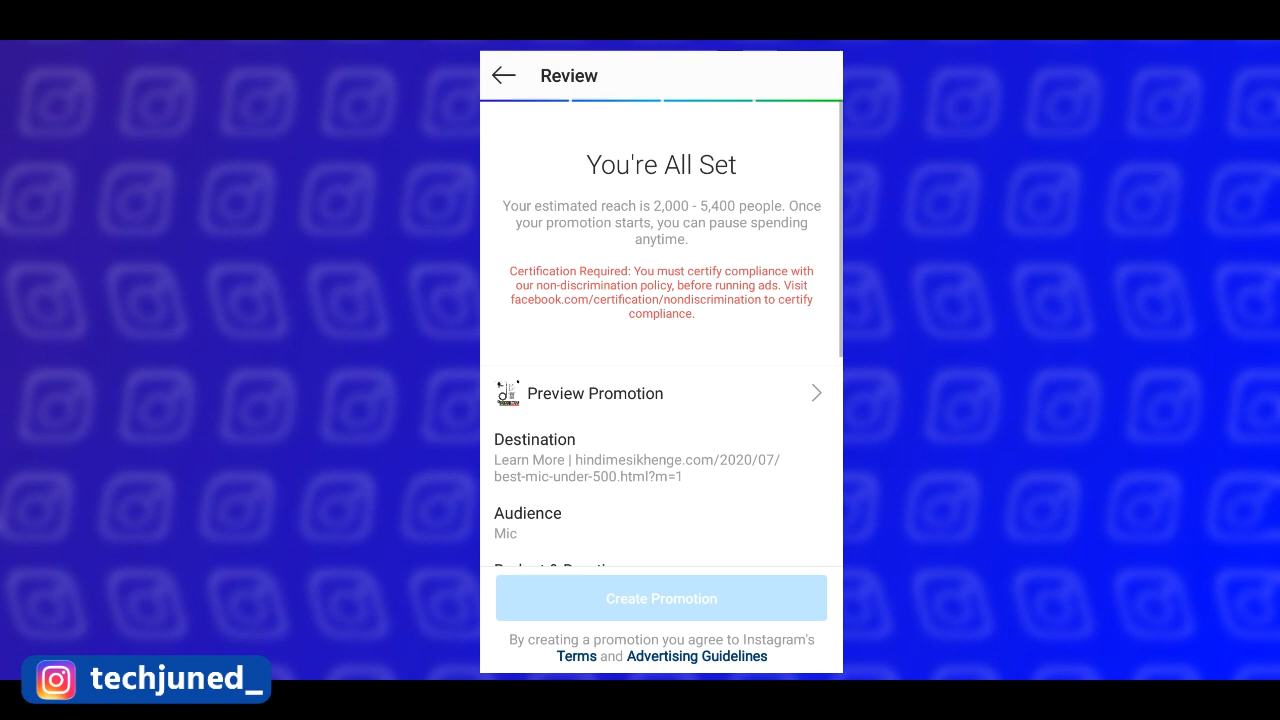 Review
You're All Set
Your estimated reach is 2,000 - 5,400 people. Once
your promotion starts, you can pause spending
anytime.
Certification Required: You must certify compliance with
our non-discrimination policy, before running ads. Visit
facebook.com/certification/nondiscrimination to certify
compliance.
Preview Promotion
Destination
Learn More | hindimesikhenge.com/2020/07/
best-mic-under-500.html?m=1
Audience
Mic
Create Promotion
By creating a promotion you agree to Instagram's
Terms and Advertising Guidelines
techjuned_